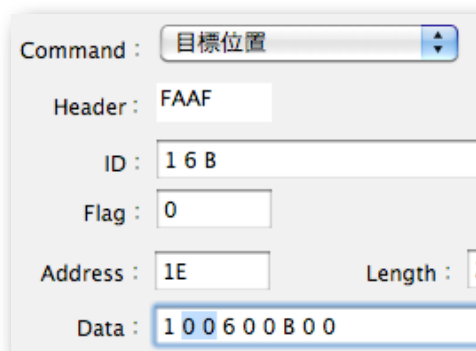 Command： 目標位置
Header： FAAF
ID： 1 6 B
Flag： 0
Address： 1E Length：
Data： 1 0 0 6 0 0 B 0 0